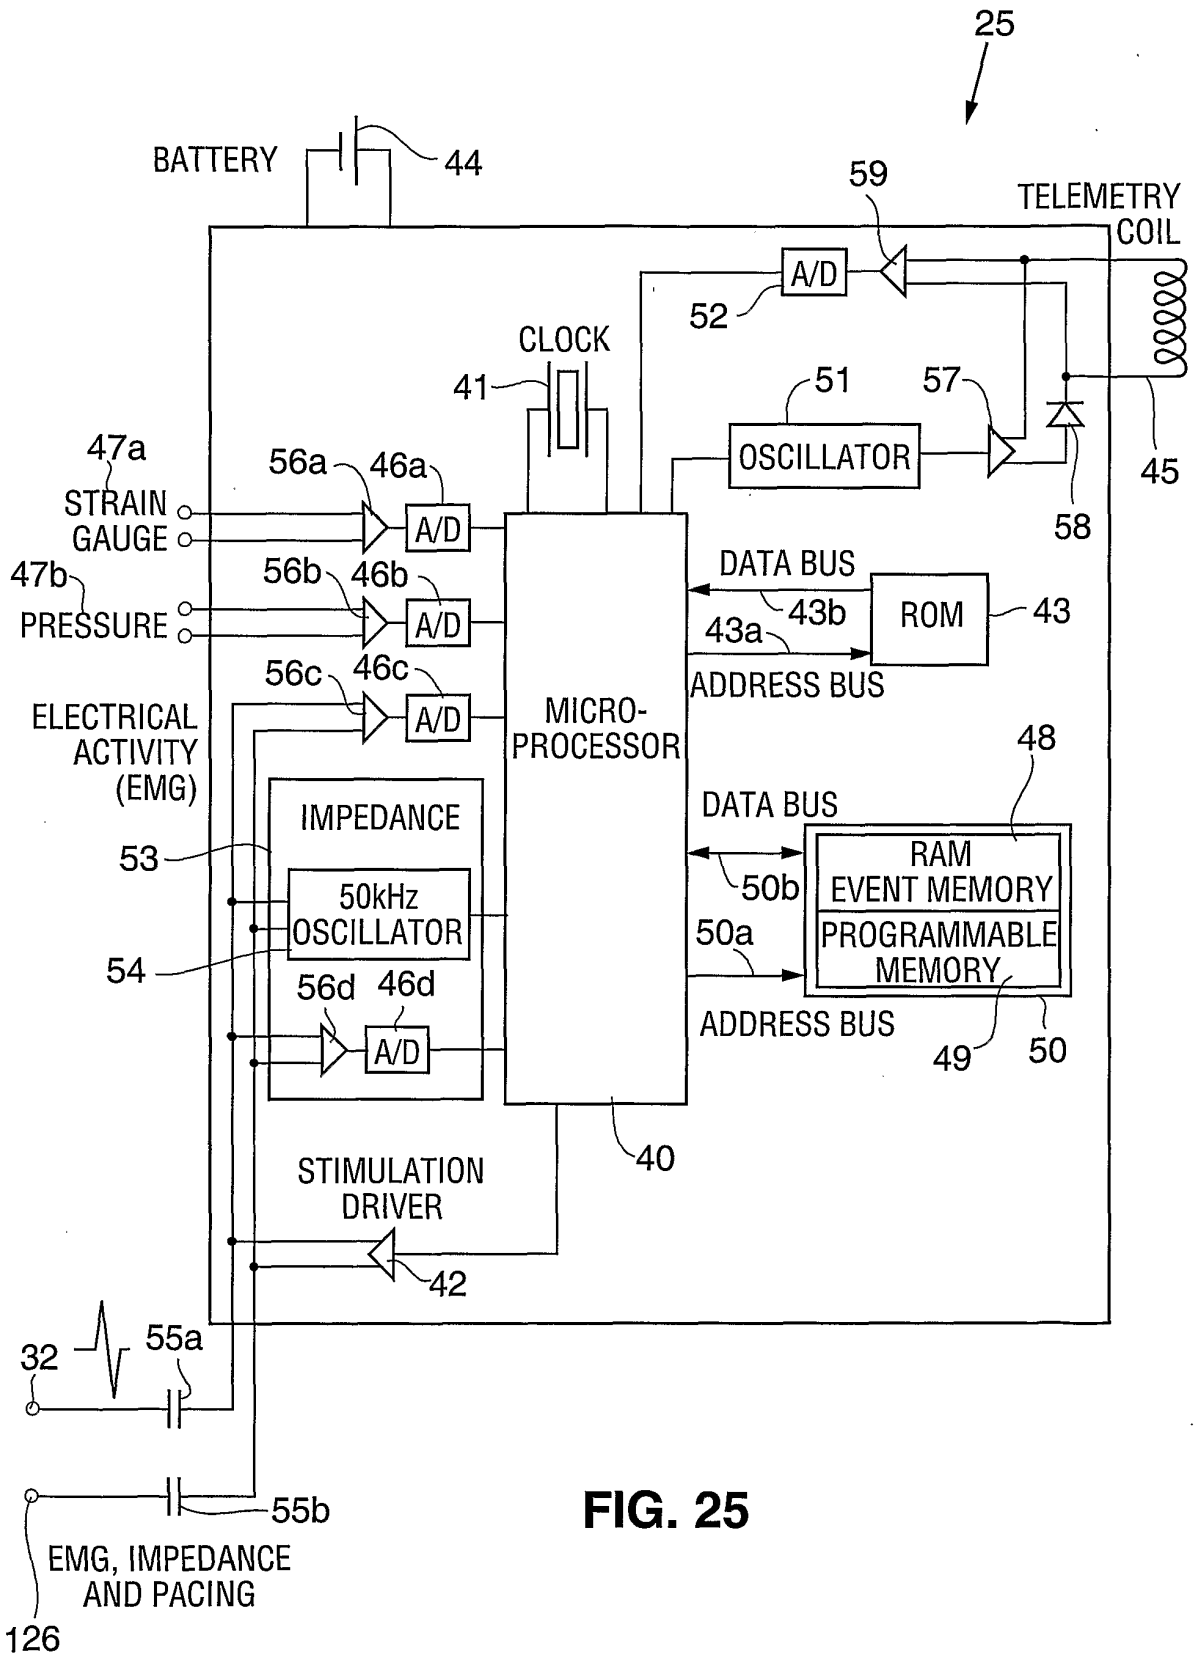 25
BATTERY
44
59
TELEMETRY
COIL
A/D
52
CLOCK
41
51
57
OSCILLATOR
45
58
47a
56a
46a
STRAIN
GAUGE
A/D
47b
56b
46b
PRESSURE
A/D
DATA BUS
43b
ROM
43
43a
ADDRESS BUS
56c
46c
ELECTRICAL
ACTIVITY
(EMG)
A/D
MICRO-
PROCESSOR
48
DATA BUS
IMPEDANCE
53
50b
RAM
EVENT MEMORY
50kHz
OSCILLATOR
54
50a
PROGRAMMABLE
MEMORY
56d
46d
A/D
ADDRESS BUS
49
50
40
STIMULATION
DRIVER
42
32
55a
55b
FIG. 25
EMG, IMPEDANCE
AND PACING
126